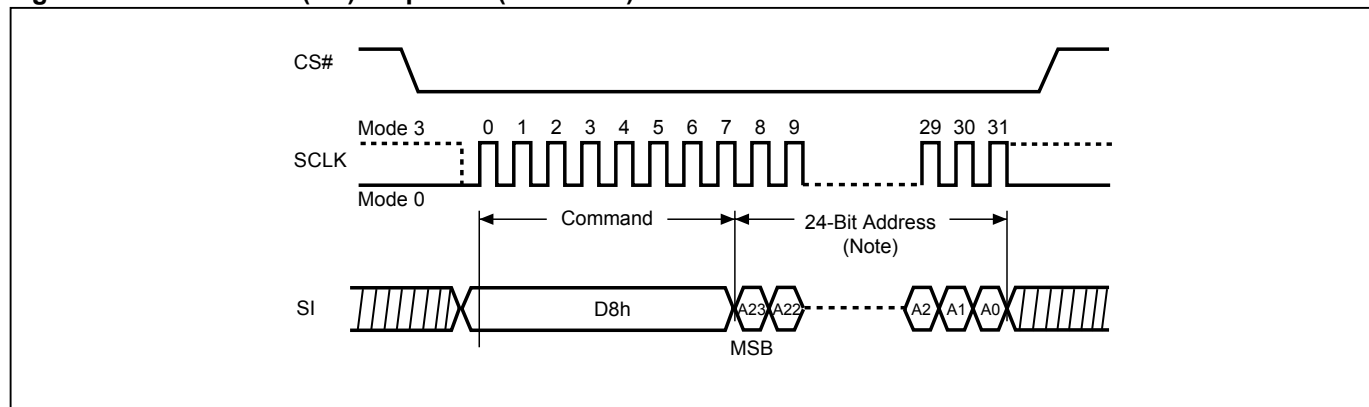 CS#
Mode 3
0 1 2 3 4 5 6 7 8 9 29 30 31
SCLK
Mode 0
Command
24-Bit Address
(Note)
SI
D8h
A23 A22 A2 A1 A0
MSB